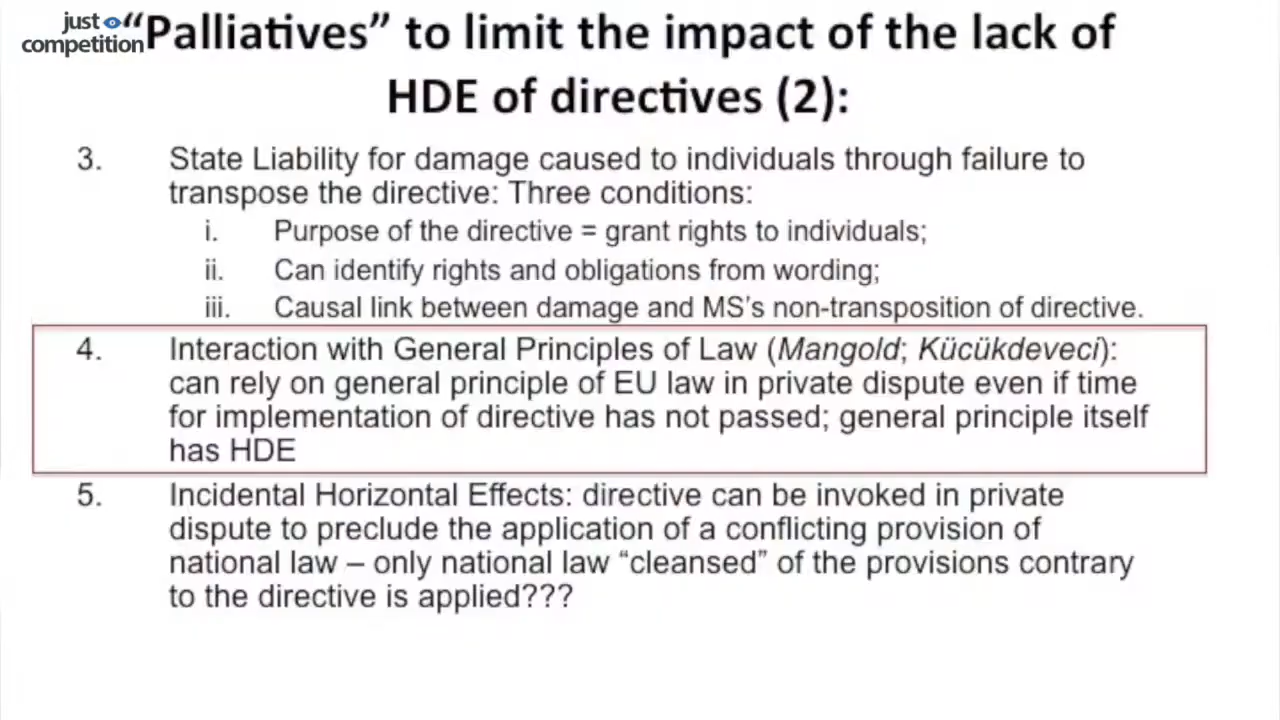 just
competition
"Palliatives" to limit the impact of the lack of
HDE of directives (2):
3. State Liability for damage caused to individuals through failure to
transpose the directive: Three conditions:
i. Purpose of the directive = grant rights to individuals;
ii. Can identify rights and obligations from wording;
iii. Causal link between damage and MS's non-transposition of directive.
4. Interaction with General Principles of Law (Mangold; Kücükdeveci):
can rely on general principle of EU law in private dispute even if time
for implementation of directive has not passed; general principle itself
has HDE
5. Incidental Horizontal Effects: directive can be invoked in private
dispute to preclude the application of a conflicting provision of
national law – only national law “cleansed” of the provisions contrary
to the directive is applied???